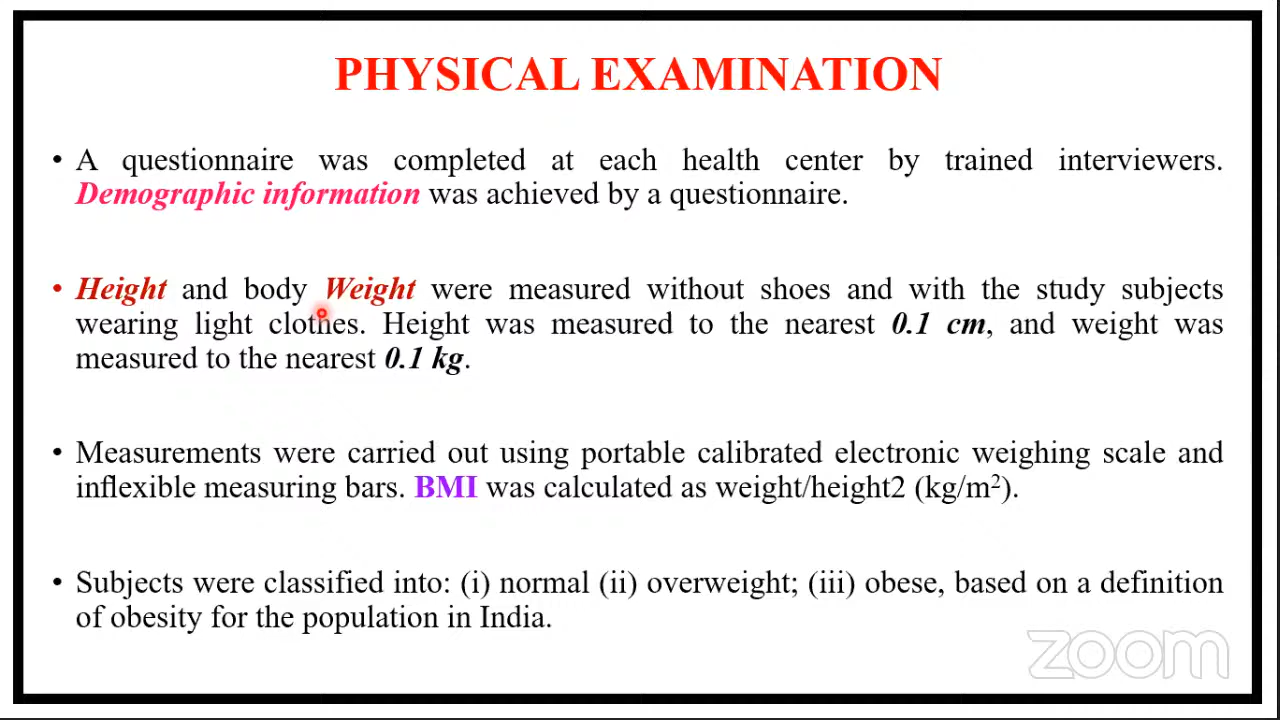 PHYSICAL EXAMINATION
• A questionnaire was completed at each health center by trained interviewers.
Demographic information was achieved by a questionnaire.
• Height and body Weight were measured without shoes and with the study subjects
wearing light clothes. Height was measured to the nearest 0.1 cm, and weight was
measured to the nearest 0.1 kg.
• Measurements were carried out using portable calibrated electronic weighing scale and
inflexible measuring bars. BMI was calculated as weight/height2 (kg/m²).
• Subjects were classified into: (i) normal (ii) overweight; (iii) obese, based on a definition
of obesity for the population in India.
zoom